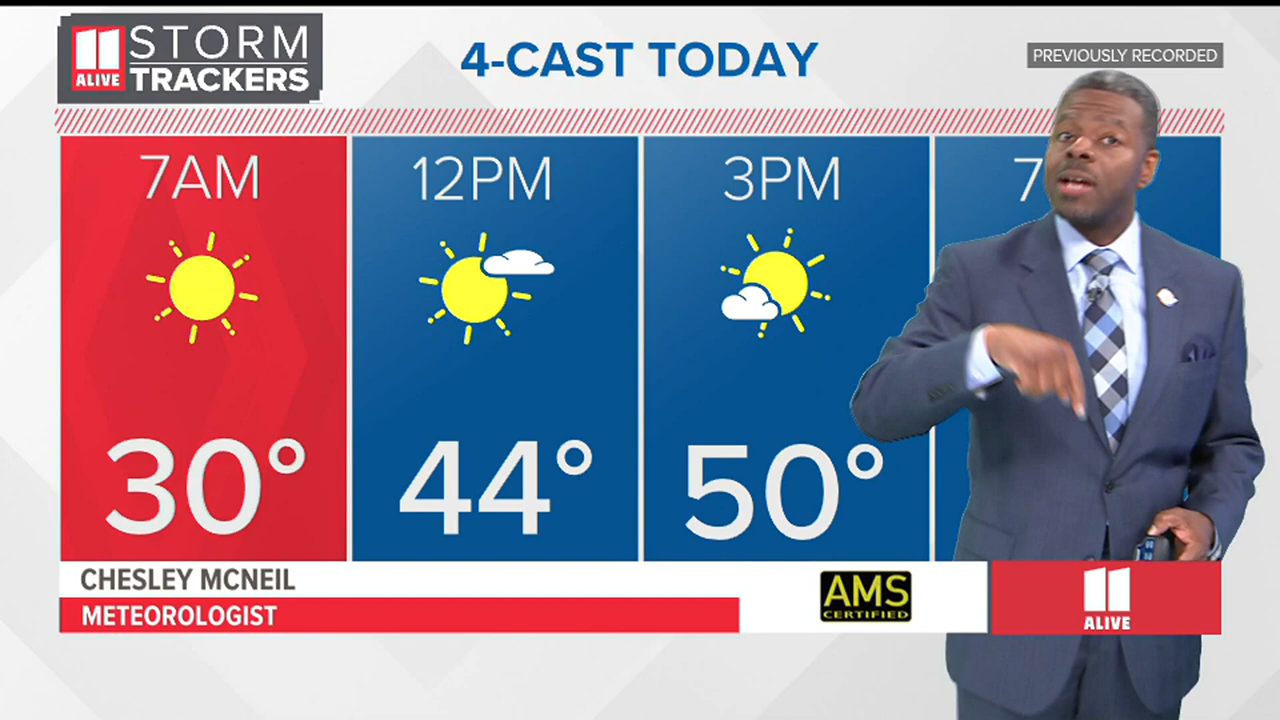 11 ALIVE STORM TRACKERS
4-CAST TODAY
PREVIOUSLY RECORDED
7AM
12PM
3PM
7
30°
44°
50°
CHESLEY MCNEIL
METEOROLOGIST
AMS
CERTIFIED
11
ALIVE